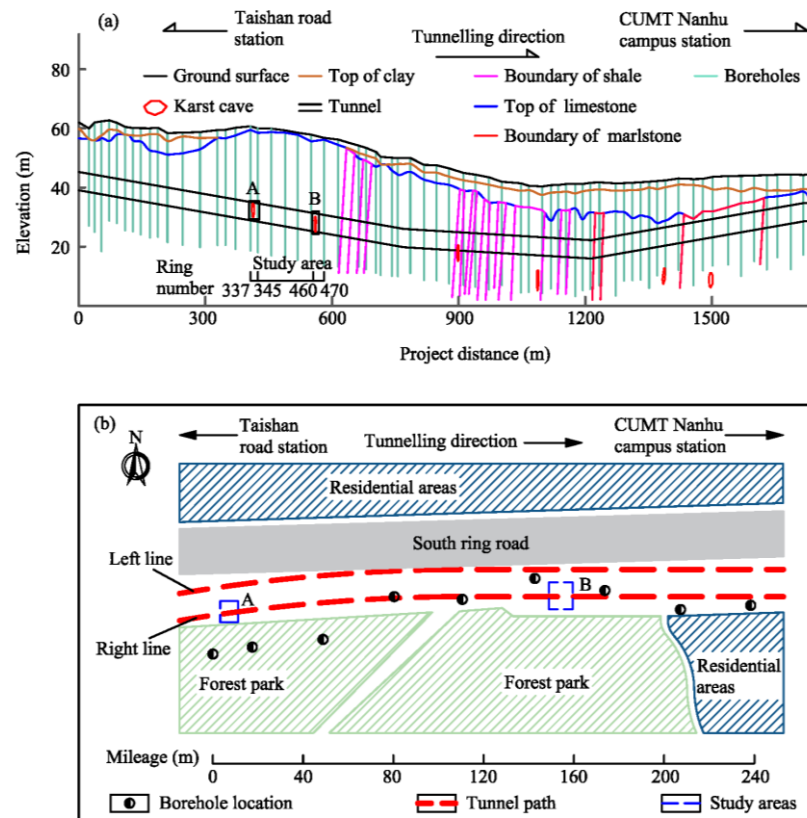 (a)
Taishan road
station
Tunnelling direction
CUMT Nanhu
campus station
Ground surface
Top of clay
Boundary of shale
Boreholes
Karst cave
Tunnel
Top of limestone
Boundary of marlstone
Elevation (m)
80
60
40
20
A
B
Ring
number
Study area
337 345 460 470
0
300
600
900
1200
1500
Project distance (m)
(b)
N
Taishan
road station
Tunnelling direction
CUMT Nanhu
campus station
Residential areas
South ring road
Left line
A
B
Right line
Forest park
Forest park
Residential
areas
Mileage (m)
0
40
80
120
160
200
240
Borehole location
Tunnel path
Study areas